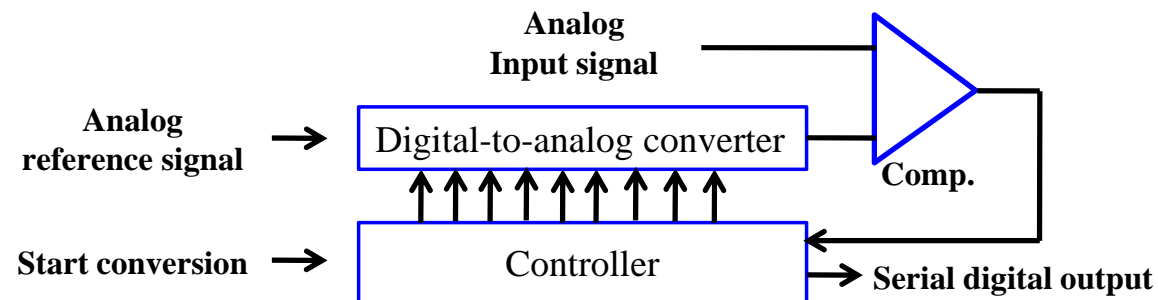 Analog
Input signal
Analog
reference signal
Digital-to-analog converter
Comp.
Start conversion
Controller
Serial digital output